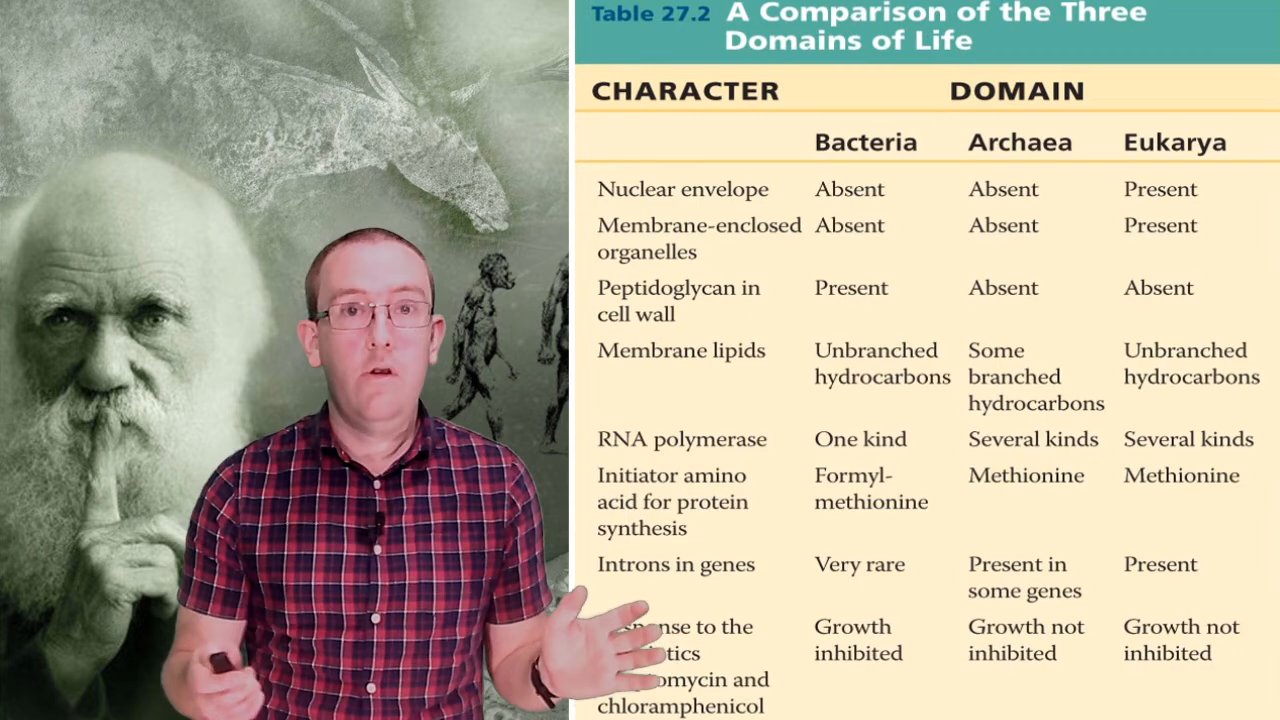 Table 27.2 A Comparison of the Three
Domains of Life
CHARACTER DOMAIN
Bacteria Archaea Eukarya
Nuclear envelope Absent Absent Present
Membrane-enclosed Absent Absent Present
organelles
Peptidoglycan in Present Absent Absent
cell wall
Membrane lipids Unbranched Some Unbranched
hydrocarbons branched hydrocarbons
hydrocarbons
RNA polymerase One kind Several kinds Several kinds
Initiator amino Formyl- Methionine Methionine
acid for protein methionine
synthesis
Introns in genes Very rare Present in Present
some genes
to the Growth Growth not Growth not
inhibited inhibited inhibited
and
chloramphenicol